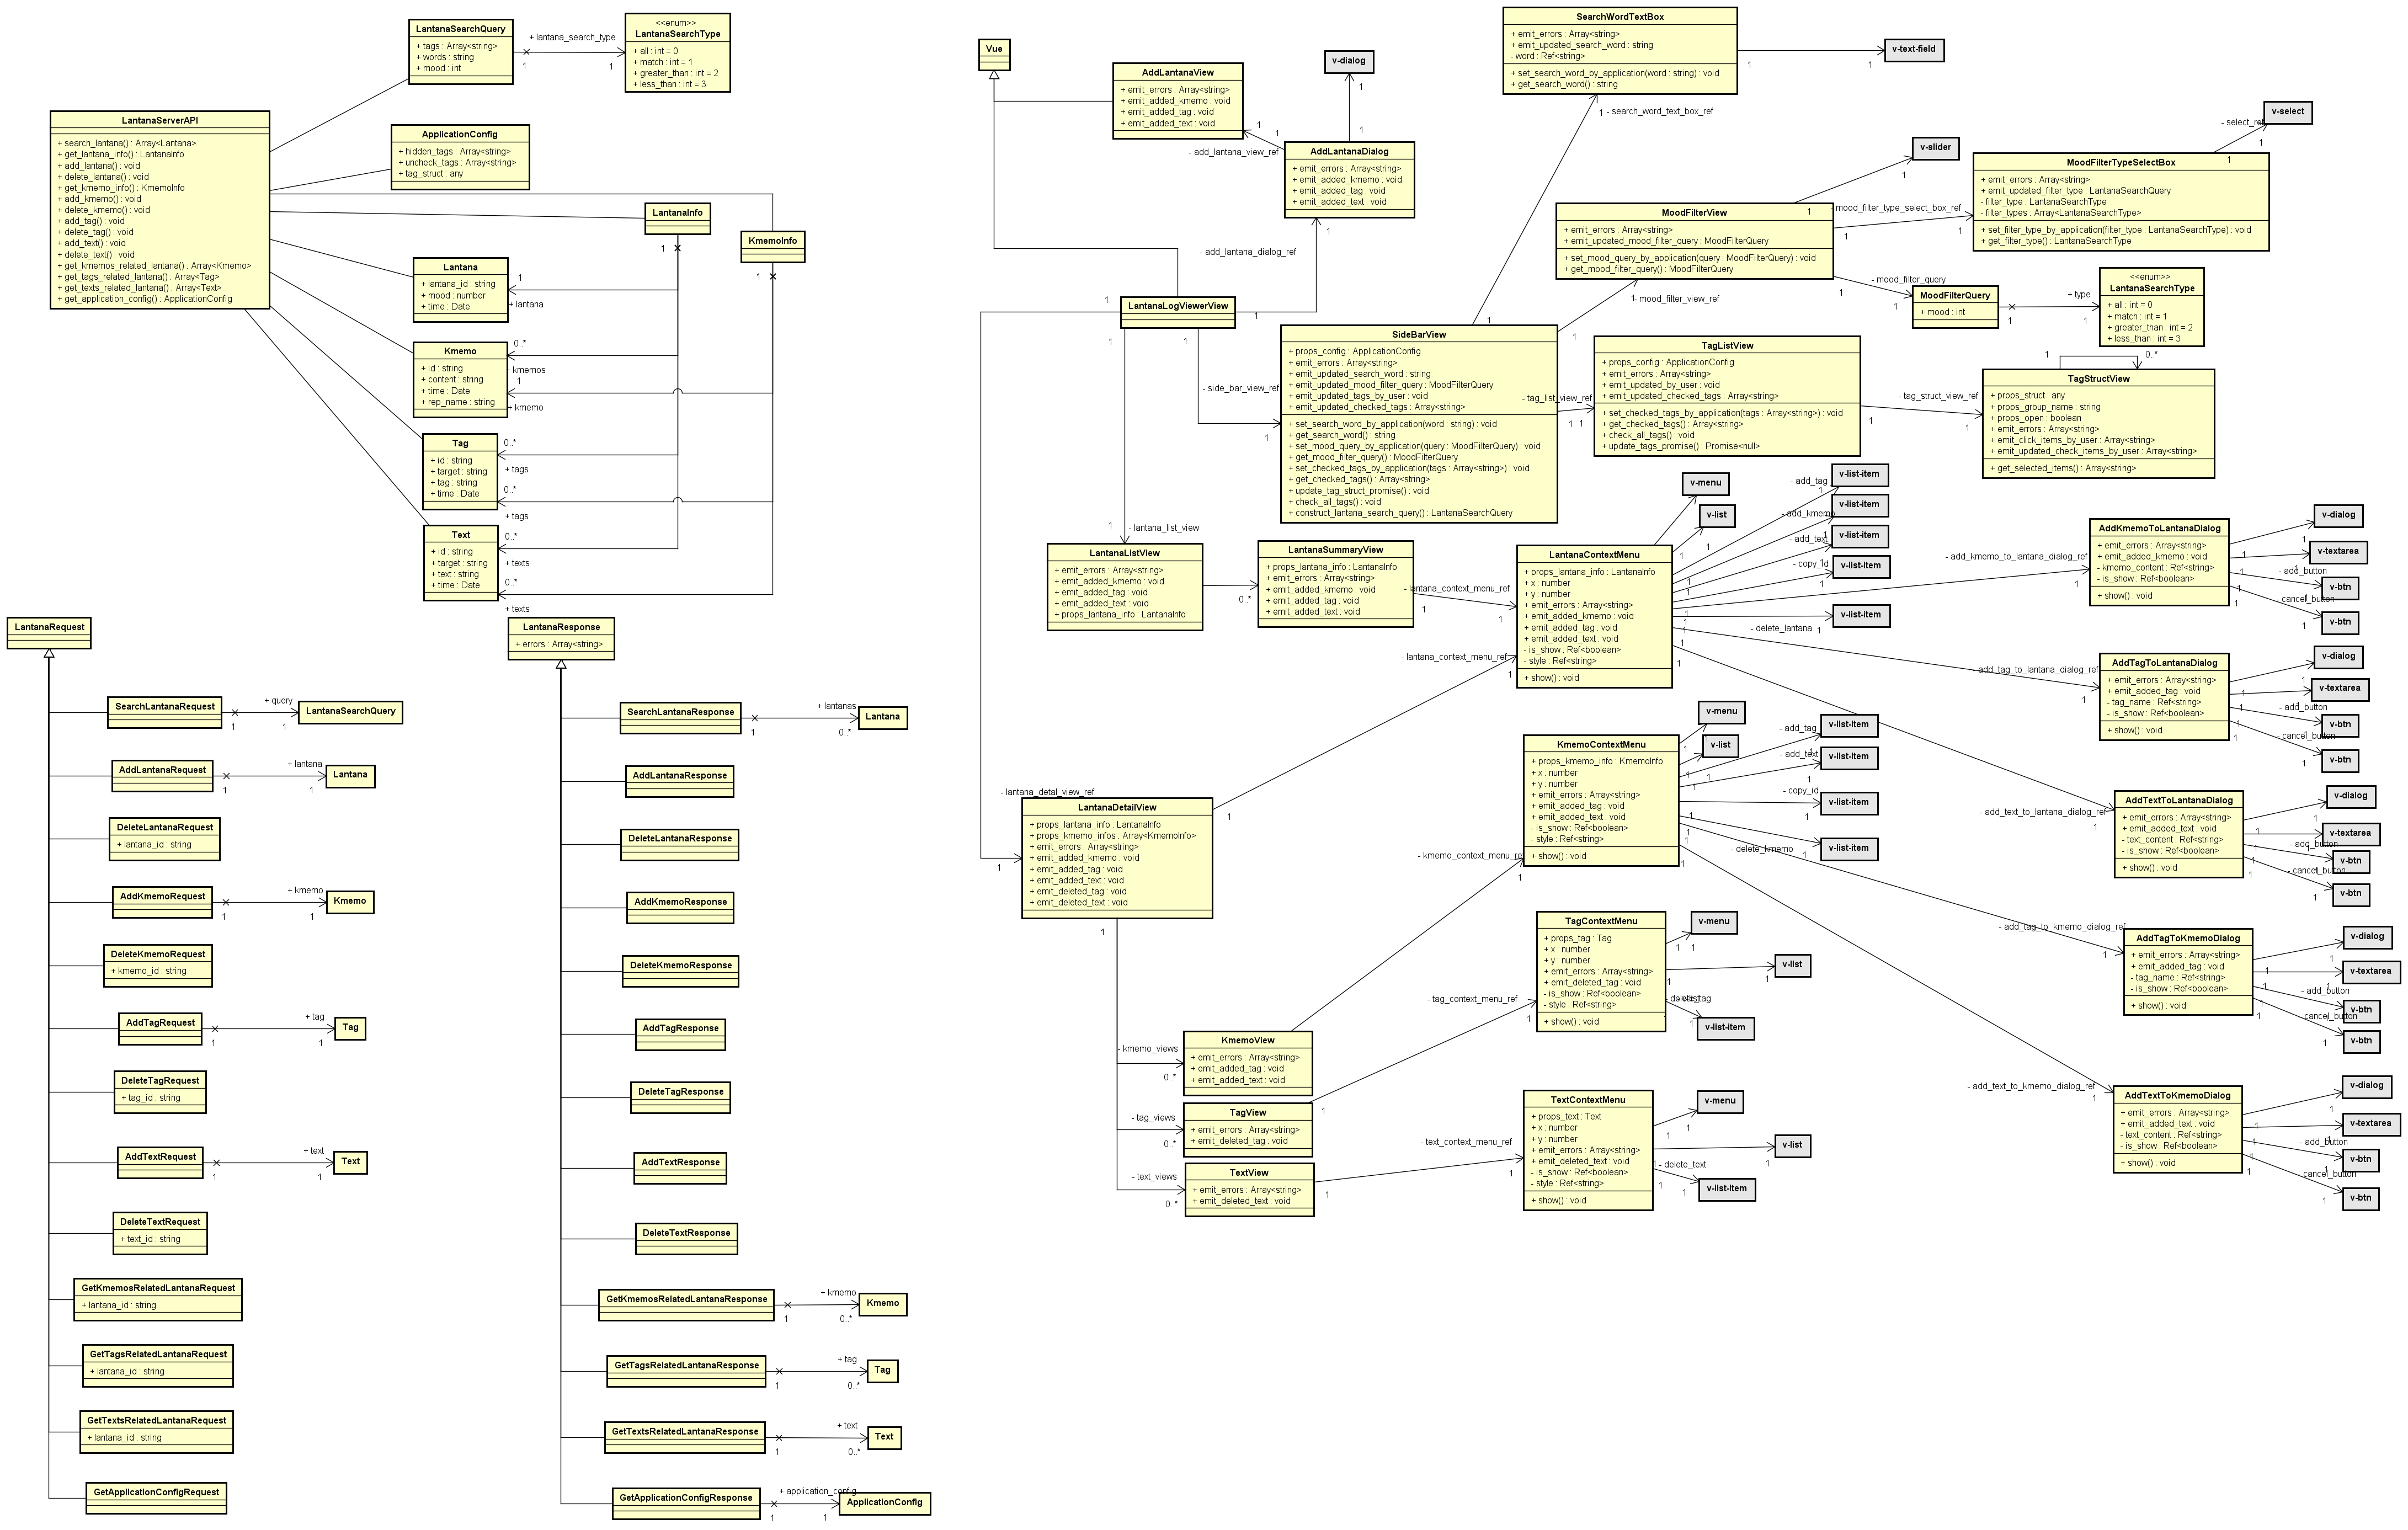 LantanaSearchQuery
+ tags : Array<string>
+ words : string
+ mood : int
+ lantana_search_type
1
1
<<enum>>
LantanaSearchType
+ all : int = 0
+ match : int = 1
+ greater_than : int = 2
+ less_than : int = 3
LantanaServerAPI
+ search_lantana() : Array<Lantana>
+ get_lantana_info() : LantanaInfo
+ add_lantana() : void
+ delete_lantana() : void
+ get_kmemo_info() : KmemoInfo
+ add_kmemo() : void
+ delete_kmemo() : void
+ add_tag() : void
+ delete_tag() : void
+ add_text() : void
+ delete_text() : void
+ get_kmemos_related_lantana() : Array<Kmemo>
+ get_tags_related_lantana() : Array<Tag>
+ get_texts_related_lantana() : Array<Text>
+ get_application_config() : ApplicationConfig
ApplicationConfig
+ hidden_tags : Array<string>
+ uncheck_tags : Array<string>
+ tag_struct : any
LantanaInfo
1
KmemoInfo
1
Lantana
+ lantana_id : string
+ mood : number
+ time : Date
1
+ lantana
Kmemo
+ id : string
+ content : string
+ time : Date
+ rep_name : string
0..*
+ kmemos
1
+ kmemo
Tag
+ id : string
+ target : string
+ tag : string
+ time : Date
0..*
+ tags
0..*
+ tags
Text
+ id : string
+ target : string
+ text : string
+ time : Date
0..*
+ texts
0..*
+ texts
LantanaRequest
SearchLantanaRequest
+ query
1
1
LantanaSearchQuery
AddLantanaRequest
+ lantana
1
1
Lantana
DeleteLantanaRequest
+ lantana_id : string
AddKmemoRequest
+ kmemo
1
1
Kmemo
DeleteKmemoRequest
+ kmemo_id : string
AddTagRequest
+ tag
1
1
Tag
DeleteTagRequest
+ tag_id : string
AddTextRequest
+ text
1
1
Text
DeleteTextRequest
+ text_id : string
GetKmemosRelatedLantanaRequest
+ lantana_id : string
GetTagsRelatedLantanaRequest
+ lantana_id : string
GetTextsRelatedLantanaRequest
+ lantana_id : string
GetApplicationConfigRequest
LantanaResponse
+ errors : Array<string>
SearchLantanaResponse
+ lantanas
1
0..*
Lantana
AddLantanaResponse
DeleteLantanaResponse
AddKmemoResponse
DeleteKmemoResponse
AddTagResponse
DeleteTagResponse
AddTextResponse
DeleteTextResponse
GetKmemosRelatedLantanaResponse
+ kmemo
1
0..*
Kmemo
GetTagsRelatedLantanaResponse
+ tag
1
0..*
Tag
GetTextsRelatedLantanaResponse
+ text
1
0..*
Text
GetApplicationConfigResponse
+ application_config
1
1
ApplicationConfig
Vue
AddLantanaView
+ emit_errors : Array<string>
+ emit_added_kmemo : void
+ emit_added_tag : void
+ emit_added_text : void
1
1
- add_lantana_view_ref
v-dialog
1
1
AddLantanaDialog
+ emit_errors : Array<string>
+ emit_added_kmemo : void
+ emit_added_tag : void
+ emit_added_text : void
1
- add_lantana_dialog_ref
LantanaLogViewerView
1
1
1
1
- side_bar_view_ref
1
- lantana_list_view
1
SearchWordTextBox
+ emit_errors : Array<string>
+ emit_updated_search_word : string
- word : Ref<string>
+ set_search_word_by_application(word : string) : void
+ get_search_word() : string
1
1
v-text-field
1
- search_word_text_box_ref
SideBarView
+ props_config : ApplicationConfig
+ emit_errors : Array<string>
+ emit_updated_search_word : string
+ emit_updated_mood_filter_query : MoodFilterQuery
+ emit_updated_tags_by_user : void
+ emit_updated_checked_tags : Array<string>
+ set_search_word_by_application(word : string) : void
+ get_search_word() : string
+ set_mood_query_by_application(query : MoodFilterQuery) : void
+ get_mood_filter_query() : MoodFilterQuery
+ set_checked_tags_by_application(tags : Array<string>) : void
+ get_checked_tags() : Array<string>
+ update_tag_struct_promise() : void
+ check_all_tags() : void
+ construct_lantana_search_query() : LantanaSearchQuery
1
1
- mood_filter_view_ref
1
- tag_list_view_ref
1
1
MoodFilterView
+ emit_errors : Array<string>
+ emit_updated_mood_filter_query : MoodFilterQuery
+ set_mood_query_by_application(query : MoodFilterQuery) : void
+ get_mood_filter_query() : MoodFilterQuery
v-slider
1
1
- mood_filter_type_select_box_ref
1
1
MoodFilterTypeSelectBox
+ emit_errors : Array<string>
+ emit_updated_filter_type : LantanaSearchQuery
- filter_type : LantanaSearchType
- filter_types : Array<LantanaSearchType>
+ set_filter_type_by_application(filter_type : LantanaSearchType) : void
+ get_filter_type() : LantanaSearchType
- select_ref
v-select
1
1
- mood_filter_query
1
1
MoodFilterQuery
+ mood : int
+ type
1
1
<<enum>>
LantanaSearchType
+ all : int = 0
+ match : int = 1
+ greater_than : int = 2
+ less_than : int = 3
TagListView
+ props_config : ApplicationConfig
+ emit_errors : Array<string>
+ emit_updated_by_user : void
+ emit_updated_checked_tags : Array<string>
+ set_checked_tags_by_application(tags : Array<string>) : void
+ get_checked_tags() : Array<string>
+ check_all_tags() : void
+ update_tags_promise() : Promise<null>
- tag_struct_view_ref
1
1
1
0..*
TagStructView
+ props_struct : any
+ props_group_name : string
+ props_open : boolean
+ emit_errors : Array<string>
+ emit_click_items_by_user : Array<string>
+ emit_updated_check_items_by_user : Array<string>
+ get_selected_items() : Array<string>
LantanaListView
+ emit_errors : Array<string>
+ emit_added_kmemo : void
+ emit_added_tag : void
+ emit_added_text : void
+ props_lantana_info : LantanaInfo
0..*
LantanaSummaryView
+ props_lantana_info : LantanaInfo
+ emit_errors : Array<string>
+ emit_added_kmemo : void
+ emit_added_tag : void
+ emit_added_text : void
- lantana_context_menu_ref
1
1
LantanaContextMenu
+ props_lantana_info : LantanaInfo
+ x : number
+ y : number
+ emit_errors : Array<string>
+ emit_added_kmemo : void
+ emit_added_tag : void
+ emit_added_text : void
- is_show : Ref<boolean>
- style : Ref<string>
+ show() : void
v-menu
v-list
- add_tag
v-list-item
- add_kmemo
v-list-item
- add_text
v-list-item
- copy_id
v-list-item
- delete_lantana
v-list-item
- add_kmemo_to_lantana_dialog_ref
AddKmemoToLantanaDialog
+ emit_errors : Array<string>
+ emit_added_kmemo : void
- kmemo_content : Ref<string>
- is_show : Ref<boolean>
+ show() : void
v-dialog
v-textarea
- add_button
v-btn
- cancel_button
v-btn
- add_tag_to_lantana_dialog_ref
AddTagToLantanaDialog
+ emit_errors : Array<string>
+ emit_added_tag : void
- tag_name : Ref<string>
- is_show : Ref<boolean>
+ show() : void
v-dialog
v-textarea
- add_button
v-btn
- cancel_button
v-btn
- add_text_to_lantana_dialog_ref
AddTextToLantanaDialog
+ emit_errors : Array<string>
+ emit_added_text : void
- text_content : Ref<string>
- is_show : Ref<boolean>
+ show() : void
v-dialog
v-textarea
- add_button
v-btn
- cancel_button
v-btn
- lantana_context_menu_ref
1
1
- lantana_detal_view_ref
1
LantanaDetailView
+ props_lantana_info : LantanaInfo
+ props_kmemo_infos : Array<KmemoInfo>
+ emit_errors : Array<string>
+ emit_added_kmemo : void
+ emit_added_tag : void
+ emit_added_text : void
+ emit_deleted_tag : void
+ emit_deleted_text : void
1
KmemoContextMenu
+ props_kmemo_info : KmemoInfo
+ x : number
+ y : number
+ emit_errors : Array<string>
+ emit_added_tag : void
+ emit_added_text : void
- is_show : Ref<boolean>
- style : Ref<string>
+ show() : void
- kmemo_context_menu_ref
1
v-menu
v-list
- add_tag
v-list-item
- add_text
v-list-item
- copy_id
v-list-item
- delete_kmemo
v-list-item
- add_tag_to_kmemo_dialog_ref
AddTagToKmemoDialog
+ emit_errors : Array<string>
+ emit_added_tag : void
- tag_name : Ref<string>
- is_show : Ref<boolean>
+ show() : void
v-dialog
v-textarea
- add_button
v-btn
- cancel_button
v-btn
- add_text_to_kmemo_dialog_ref
AddTextToKmemoDialog
+ emit_errors : Array<string>
+ emit_added_text : void
- text_content : Ref<string>
- is_show : Ref<boolean>
+ show() : void
v-dialog
v-textarea
- add_button
v-btn
- cancel_button
v-btn
TagContextMenu
+ props_tag : Tag
+ x : number
+ y : number
+ emit_errors : Array<string>
+ emit_deleted_tag : void
- is_show : Ref<boolean>
- style : Ref<string>
+ show() : void
v-menu
v-list
v-list-item
- tag_context_menu_ref
1
- kmemo_views
0..*
KmemoView
+ emit_errors : Array<string>
+ emit_added_tag : void
+ emit_added_text : void
- tag_views
0..*
TagView
+ emit_errors : Array<string>
+ emit_deleted_tag : void
1
- text_views
0..*
TextView
+ emit_errors : Array<string>
+ emit_deleted_text : void
1
- text_context_menu_ref
1
TextContextMenu
+ props_text : Text
+ x : number
+ y : number
+ emit_errors : Array<string>
+ emit_deleted_text : void
- is_show : Ref<boolean>
- style : Ref<string>
+ show() : void
v-menu
v-list
- delete_text
v-list-item